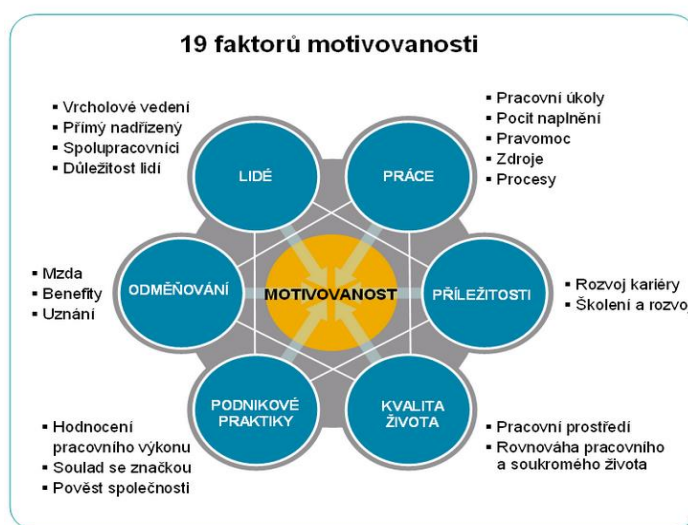 19 faktorů motivovanosti
▪ Vrcholové vedení
▪ Přímý nadřízený
▪ Spolupracovníci
▪ Důležitost lidí
▪ Pracovní úkoly
▪ Pocit naplnění
▪ Pravomoc
▪ Zdroje
▪ Procesy
LIDÉ
PRÁCE
▪ Mzda
▪ Benefity
▪ Uznání
ODMĚŇOVÁNÍ
MOTIVOVANOST
PŘÍLEŽITOSTI
▪ Rozvoj kariéry
▪ Školení a rozvoj
PODNIKOVÉ
PRAKTIKY
KVALITA
ŽIVOTA
▪ Hodnocení
pracovního výkonu
▪ Soulad se značkou
▪ Pověst společnosti
▪ Pracovní prostředí
▪ Rovnováha pracovního
a soukromého života